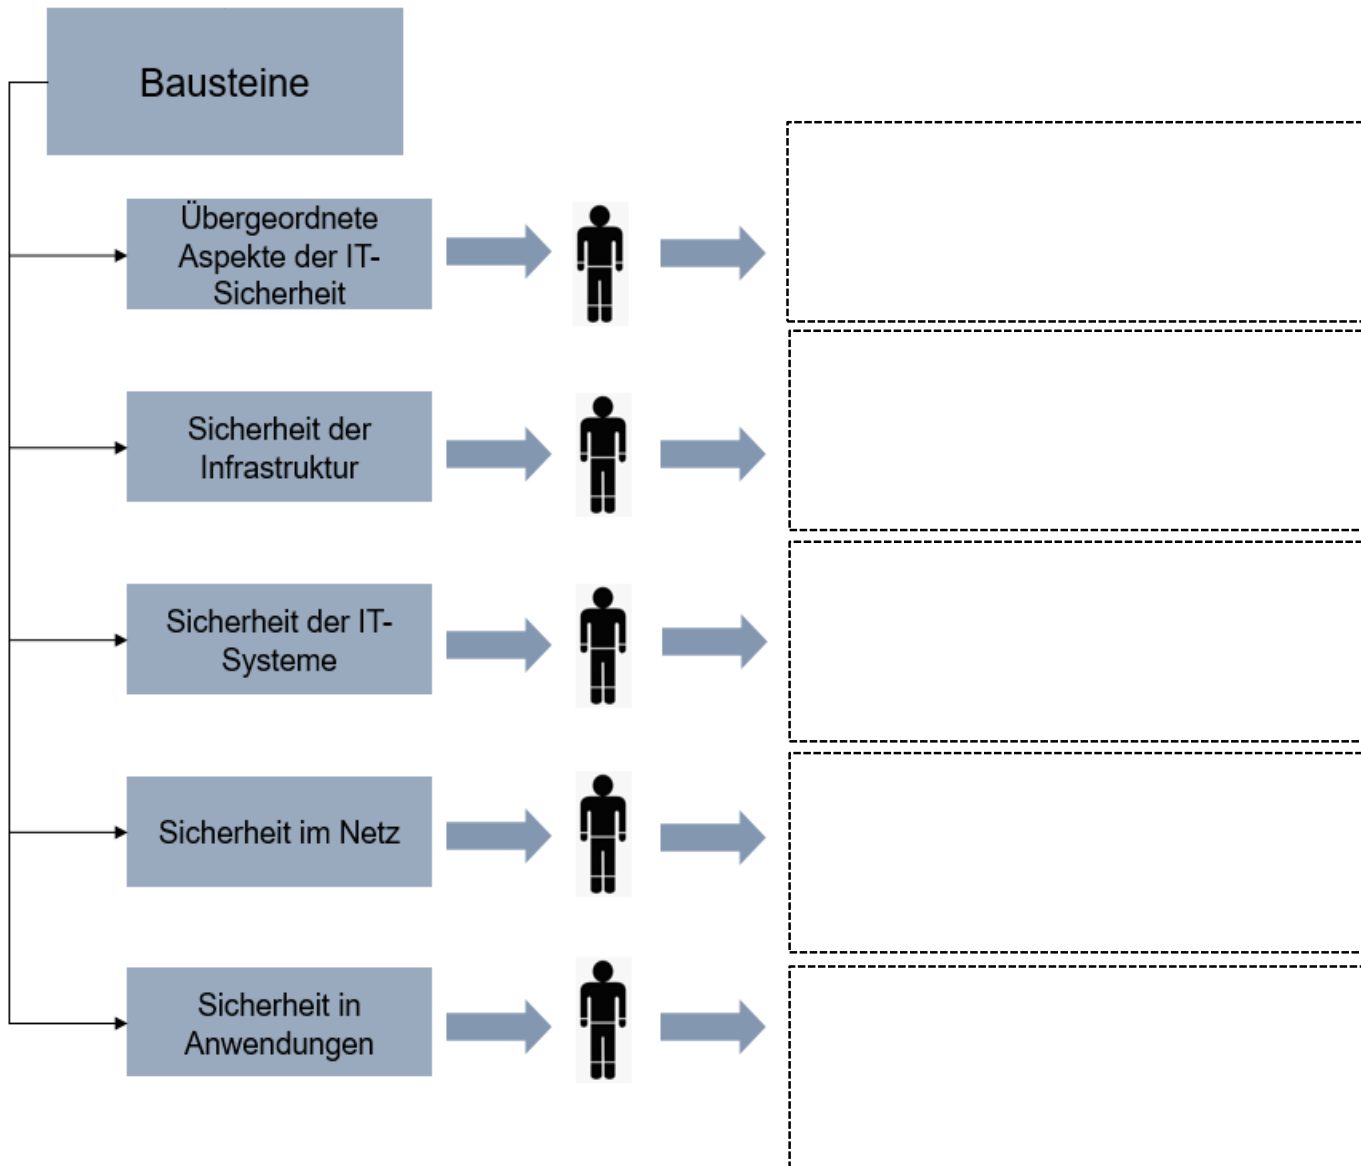 Bausteine
Übergeordnete
Aspekte der IT-
Sicherheit
Sicherheit der
Infrastruktur
Sicherheit der IT-
Systeme
Sicherheit im Netz
Sicherheit in
Anwendungen